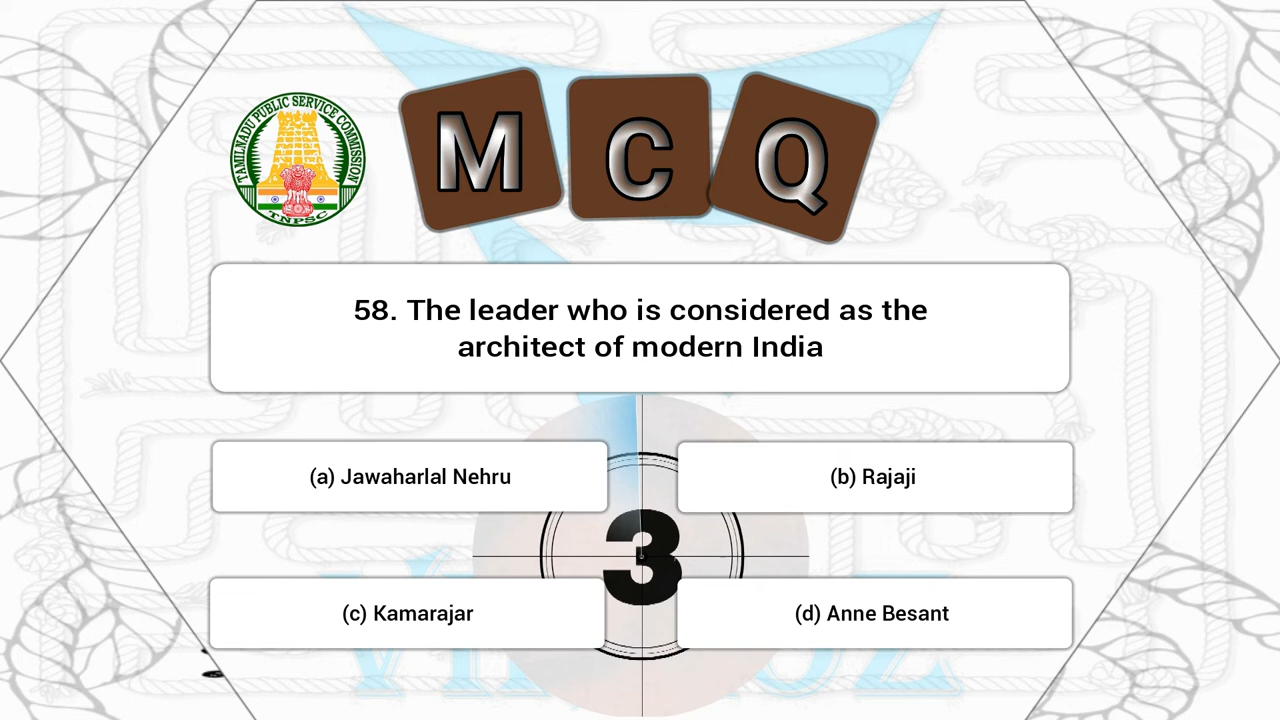 TAMILNADU PUBLIC SERVICE COMMISSION
TNPSC
M C Q
58. The leader who is considered as the
architect of modern India
(a) Jawaharlal Nehru
(b) Rajaji
3
(c) Kamarajar
(d) Anne Besant